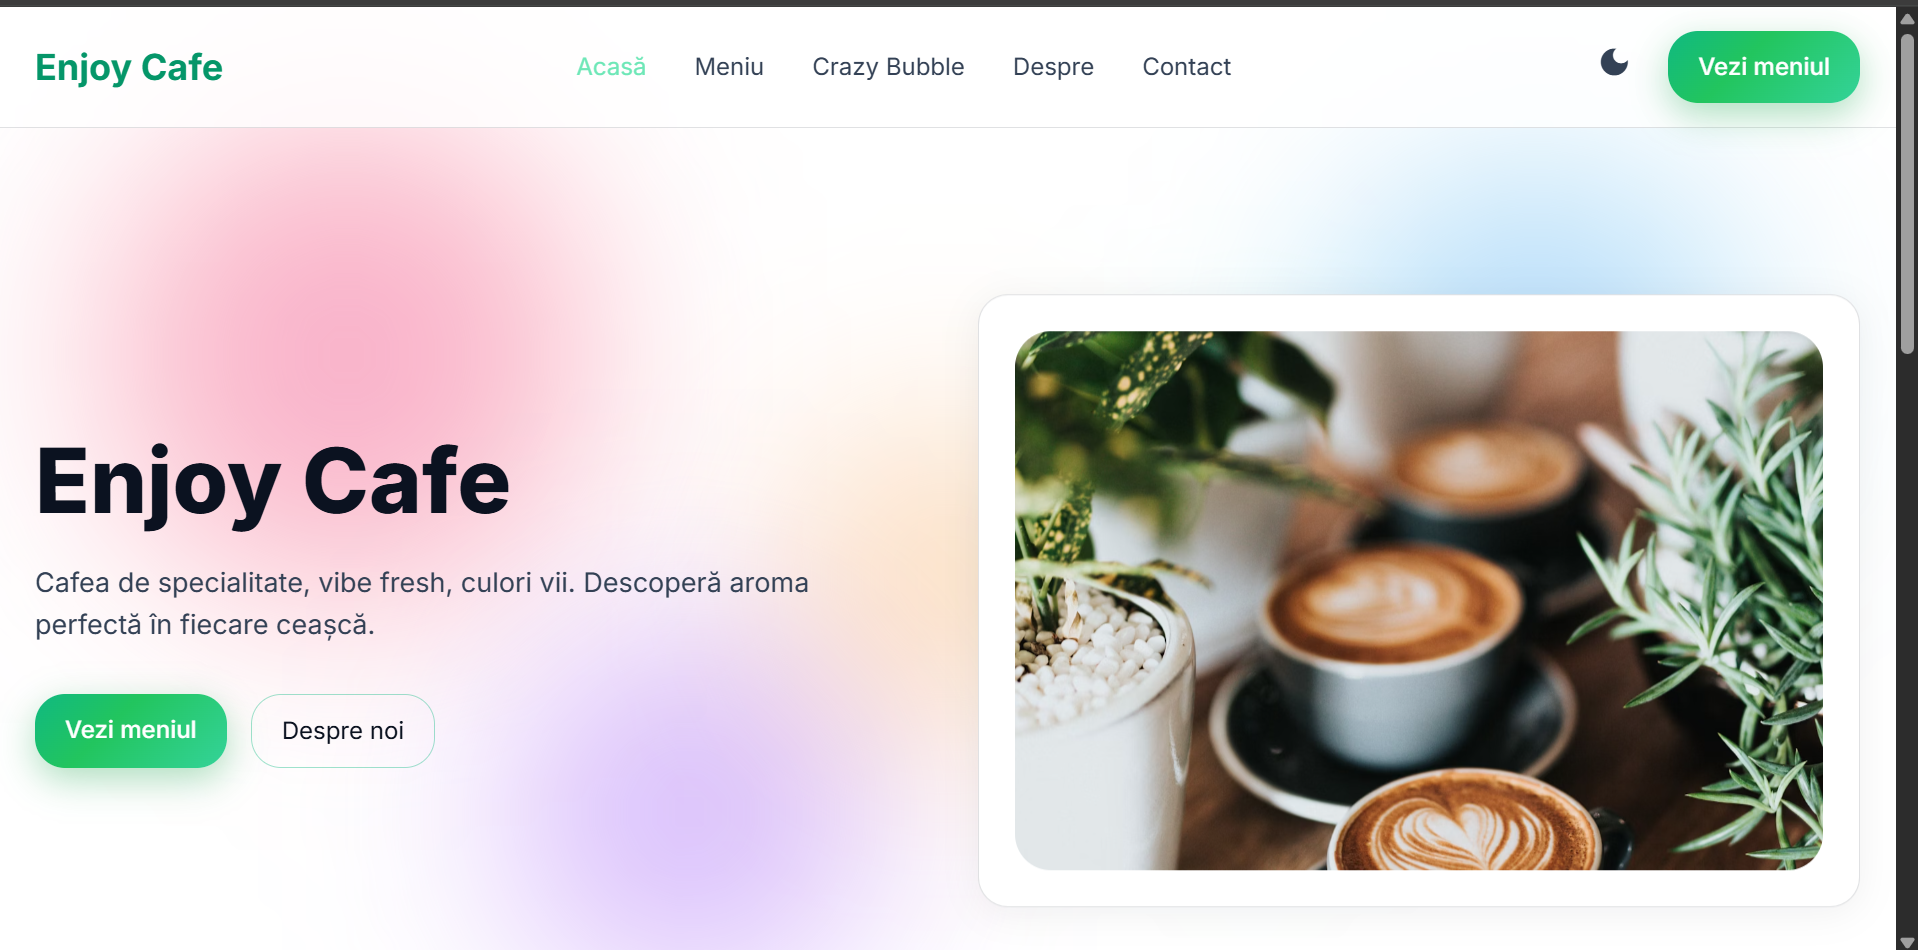 Enjoy Cafe
Acasă
Meniu
Crazy Bubble
Despre
Contact
Vezi meniul
Enjoy Cafe
Cafea de specialitate, vibe fresh, culori vii. Descoperă aroma
perfectă în fiecare ceașcă.
Vezi meniul
Despre noi